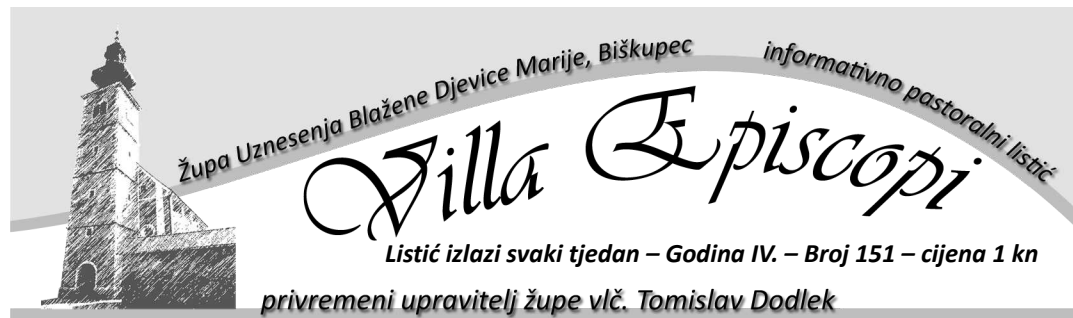 Župa Uznesenja Blažene Djevice Marije, Biškupec
informativno pastoralni listić
Villa Episcopi
Listić izlazi svaki tjedan – Godina IV. – Broj 151 – cijena 1 kn
privremeni upravitelj župe vlč. Tomislav Dodlek